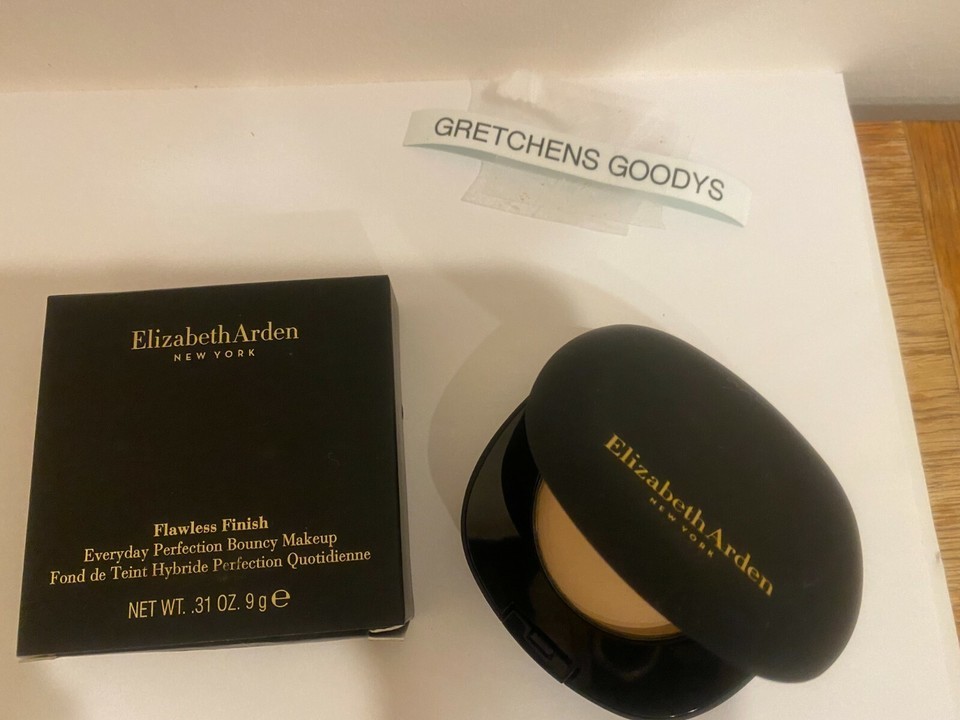 GRETCHENS GOODYS
ElizabethArden
NEW YORK
Flawless Finish
Everyday Perfection Bouncy Makeup
Fond de Teint Hybride Perfection Quotidienne
NET WT. .31 OZ. 9 g e
ElizabethArden
NEW YORK